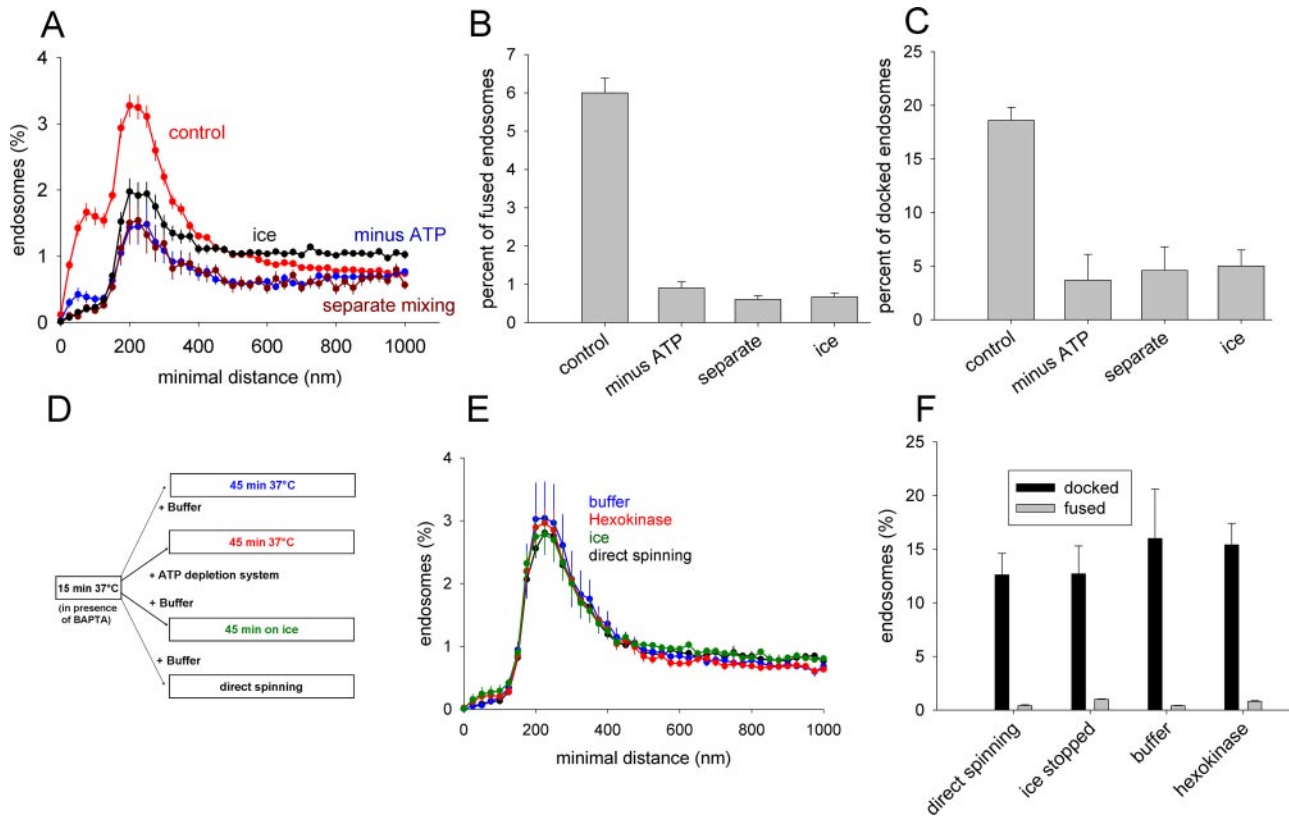 A
endosomes (%)
4
3
2
1
0
control
ice
minus ATP
separate mixing
0 200 400 600 800 1000
minimal distance (nm)
B
percent of fused endosomes
7
6
5
4
3
2
1
0
control
minus ATP
separate
ice
C
percent of docked endosomes
25
20
15
10
5
0
control
minus ATP
separate
ice
D
15 min 37°C
(in presence
of BAPTA)
45 min 37°C
+ Buffer
45 min 37°C
+ ATP depletion system
+ Buffer
45 min on ice
+ Buffer
direct spinning
E
endosomes (%)
4
3
2
1
0
buffer
Hexokinase
ice
direct spinning
0 200 400 600 800 1000
minimal distance (nm)
F
endosomes (%)
25
20
15
10
5
0
docked
fused
direct spinning
ice stopped
buffer
hexokinase